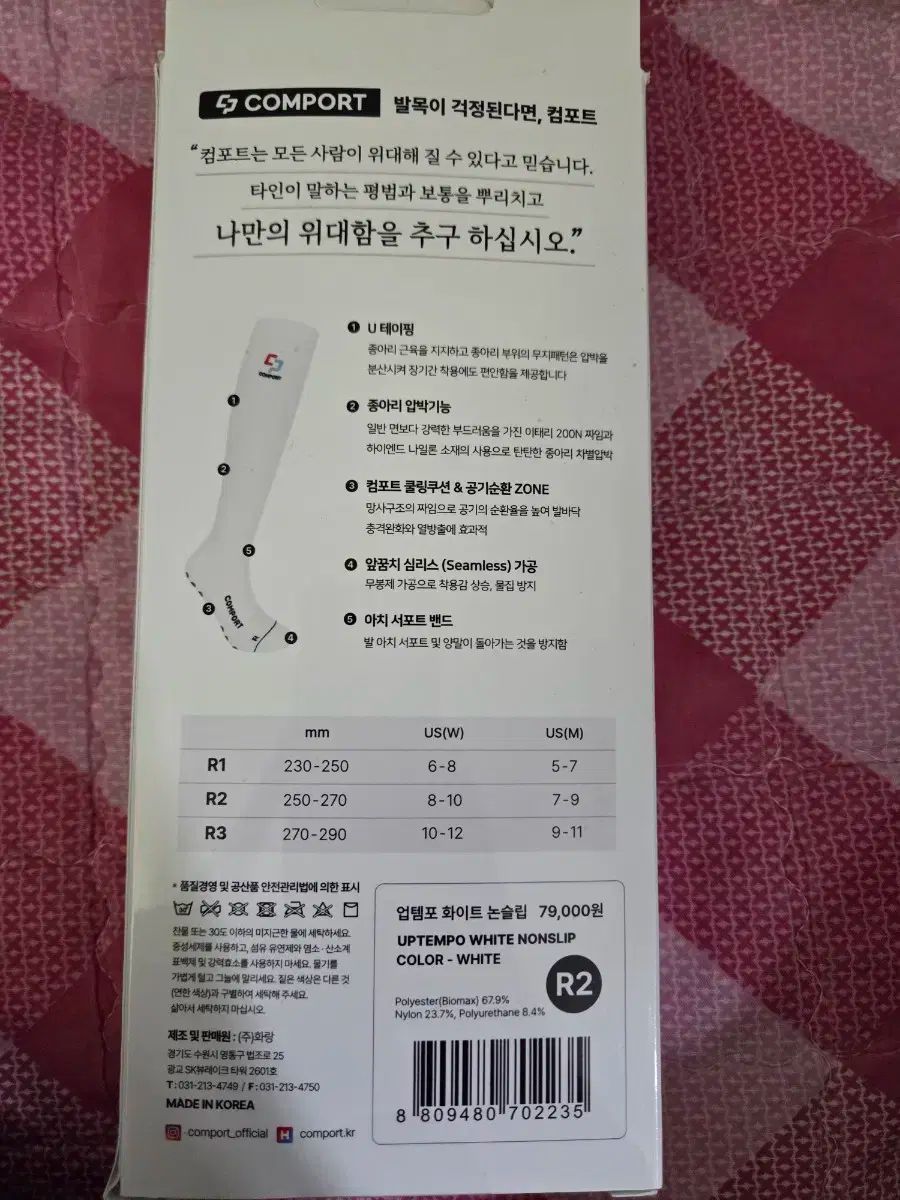 COMPORT 발목이 걱정된다면, 컴포트
“컴포트는 모든 사람이 위대해 질 수 있다고 믿습니다.
타인이 말하는 평범과 보통을 뿌리치고
나만의 위대함을 추구 하십시오.”
1 U 테이핑
종아리 근육을 지지하고 종아리 부위의 무지패턴은 압박을
분산시켜 장기간 착용에도 편안함을 제공합니다
2 종아리 압박기능
일반 면보다 강력한 부드러움을 가진 이태리 200N 짜임과
하이엔드 나일론 소재의 사용으로 탄탄한 종아리 차별압박
3 컴포트 쿨링쿠션 & 공기순환 ZONE
망사구조의 짜임으로 공기의 순환율을 높여 발바닥
충격완화와 열방출에 효과적
4 앞꿈치 심리스 (Seamless) 가공
무봉제 가공으로 착용감 상승, 물집 방지
5 아치 서포트 밴드
발 아치 서포트 및 양말이 돌아가는 것을 방지함
COMPORT
1
2
5
3
COMPORT
4
mm US(W) US(M)
R1 230-250 6-8 5-7
R2 250-270 8-10 7-9
R3 270-290 10-12 9-11
* 품질경영 및 공산품 안전관리법에 의한 표시
찬물 또는 30도 이하의 미지근한 물에 세탁하세요.
중성세제를 사용하고, 섬유 유연제와 염소·산소계
표백제 및 강력효소를 사용하지 마세요. 물기를
가볍게 털고 그늘에 말리세요. 짙은 색상은 다른 것
(연한 색상)과 구별하여 세탁해 주세요.
삶아서 세탁하지 마십시오.
제조 및 판매원 : (주)화랑
경기도 수원시 영통구 법조로 25
광교 SK뷰레이크 타워 2601호
T : 031-213-4749 / F : 031-213-4750
MADE IN KOREA
comport_official H comport.kr
업템포 화이트 논슬립 79,000원
UPTEMPO WHITE NONSLIP
COLOR - WHITE
R2
Polyester(Biomax) 67.9%
Nylon 23.7%, Polyurethane 8.4%
8 809480 702235